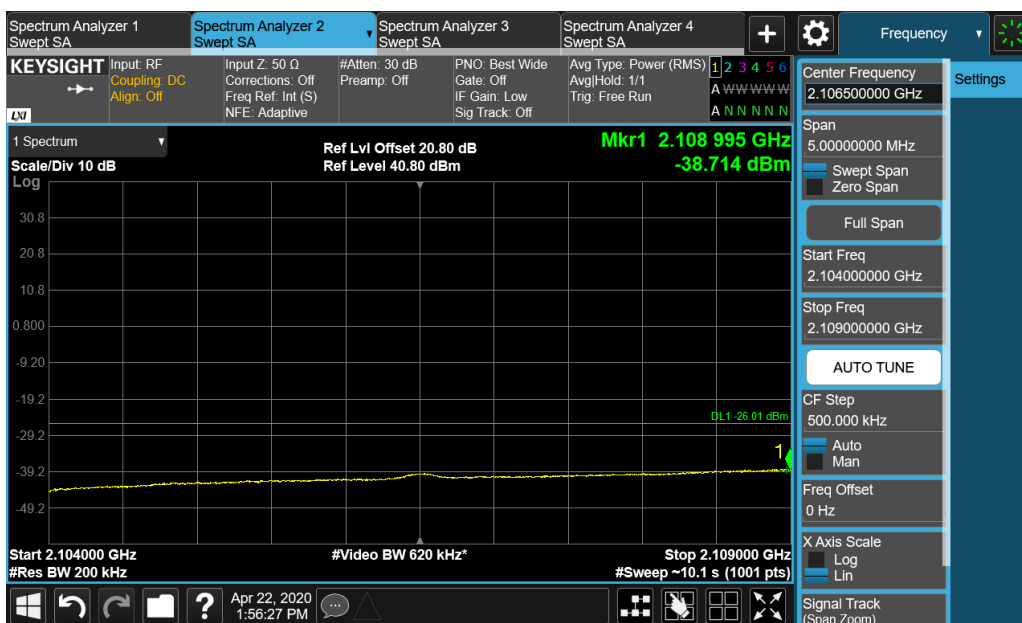 Spectrum Analyzer 1
Swept SA
Spectrum Analyzer 2
Swept SA
Spectrum Analyzer 3
Swept SA
Spectrum Analyzer 4
Swept SA
+
Frequency
KEYSIGHT
LXI
Input: RF
Coupling: DC
Align: Off
Input Z: 50 Ω
Corrections: Off
Freq Ref: Int (S)
NFE: Adaptive
#Atten: 30 dB
Preamp: Off
PNO: Best Wide
Gate: Off
IF Gain: Low
Sig Track: Off
Avg Type: Power (RMS)
Avg|Hold: 1/1
Trig: Free Run
1 2 3 4 5 6
A W W W W W
A N N N N N
1 Spectrum
Scale/Div 10 dB
Log
Ref Lvl Offset 20.80 dB
Ref Level 40.80 dBm
Mkr1 2.108 995 GHz
-38.714 dBm
30.8
20.8
10.8
0.800
-9.20
-19.2
DL1 -26.01 dBm
-29.2
1
-39.2
-49.2
Start 2.104000 GHz
#Video BW 620 kHz*
Stop 2.109000 GHz
#Res BW 200 kHz
#Sweep ~10.1 s (1001 pts)
?
Apr 22, 2020
1:56:27 PM
Center Frequency
2.106500000 GHz
Settings
Span
5.00000000 MHz
Swept Span
Zero Span
Full Span
Start Freq
2.104000000 GHz
Stop Freq
2.109000000 GHz
AUTO TUNE
CF Step
500.000 kHz
Auto
Man
Freq Offset
0 Hz
X Axis Scale
Log
Lin
Signal Track
(Span Zoom)